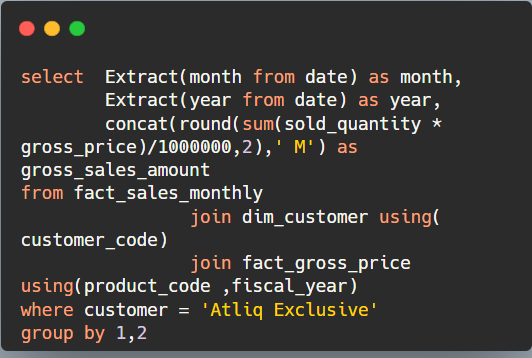 select  Extract(month from date) as month,
        Extract(year from date) as year,
        concat(round(sum(sold_quantity *
gross_price)/1000000,2),' M') as
gross_sales_amount
from fact_sales_monthly
                join dim_customer using(
customer_code)
                join fact_gross_price
using(product_code ,fiscal_year)
where customer = 'Atliq Exclusive'
group by 1,2